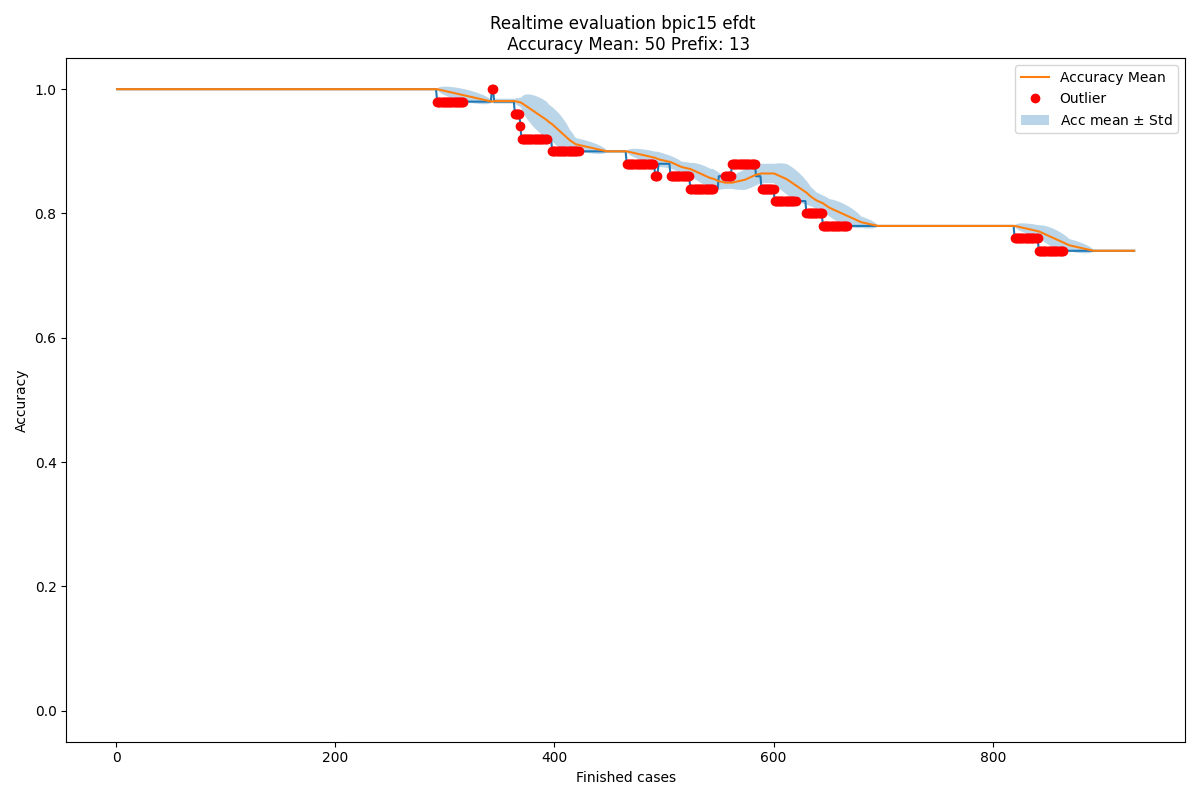 Realtime evaluation bpic15 efdt
Accuracy Mean: 50 Prefix: 13
Accuracy Mean
Outlier
Acc mean ± Std
1.0
0.8
0.6
0.4
0.2
0.0
Accuracy
0 200 400 600 800
Finished cases